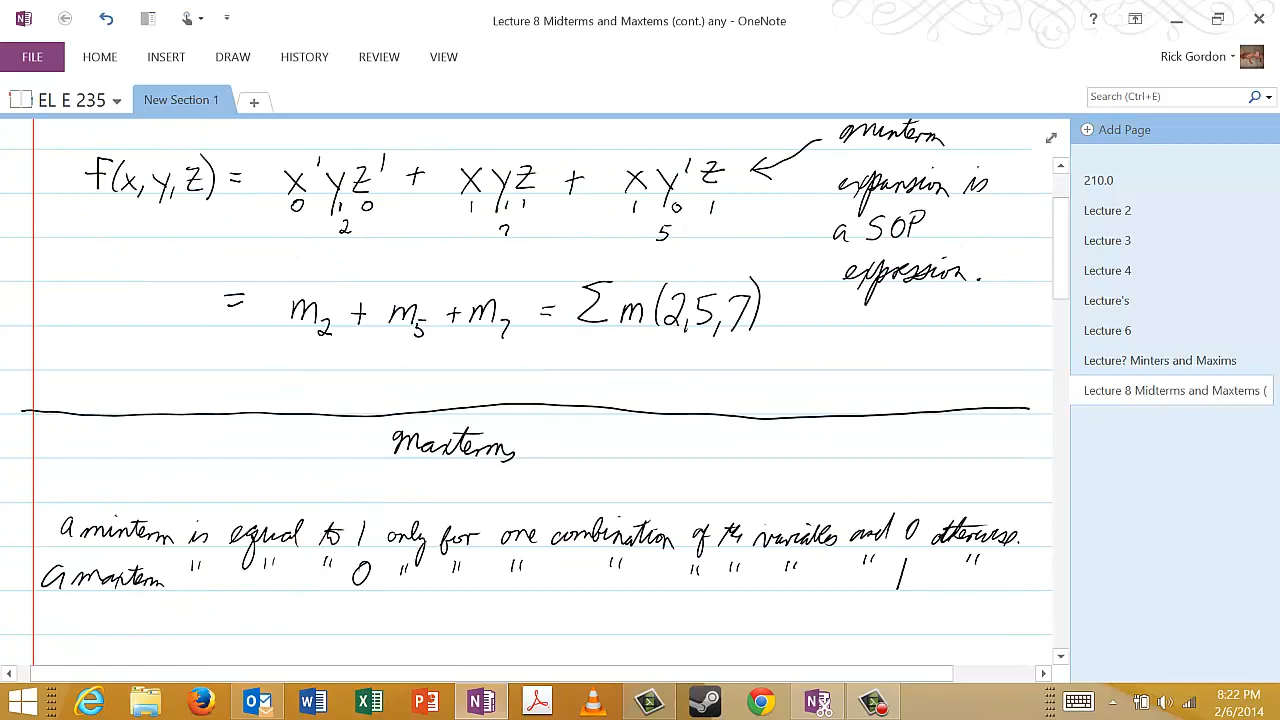 Lecture 8 Midterms and Maxtems (cont.) any - OneNote
?
FILE HOME INSERT DRAW HISTORY REVIEW VIEW
Rick Gordon
EL E 235 New Section 1 +
Search (Ctrl+E)
Add Page
210.0
Lecture 2
Lecture 3
Lecture 4
Lecture's
Lecture 6
Lecture? Minters and Maxims
Lecture 8 Midterms and Maxtems (
f(x,y,z) = x'yz' + xyz + xy'z
0 1 0 1 1 1 1 0 1
2 7 5
minterm
expansion is
a SOP
expression.
= m₂ + m₅ + m₇ = ∑ m(2,5,7)
maxterms
a minterm is equal to 1 only for one combination of the variables and 0 otherwise.
a maxterm " " " 0 " " " " " " " " 1 "
8:22 PM
2/6/2014